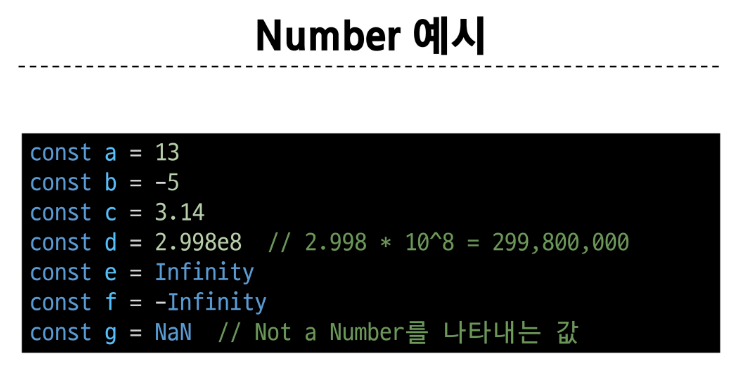 Number 예시
const a = 13
const b = -5
const c = 3.14
const d = 2.998e8  // 2.998 * 10^8 = 299,800,000
const e = Infinity
const f = -Infinity
const g = NaN  // Not a Number를 나타내는 값